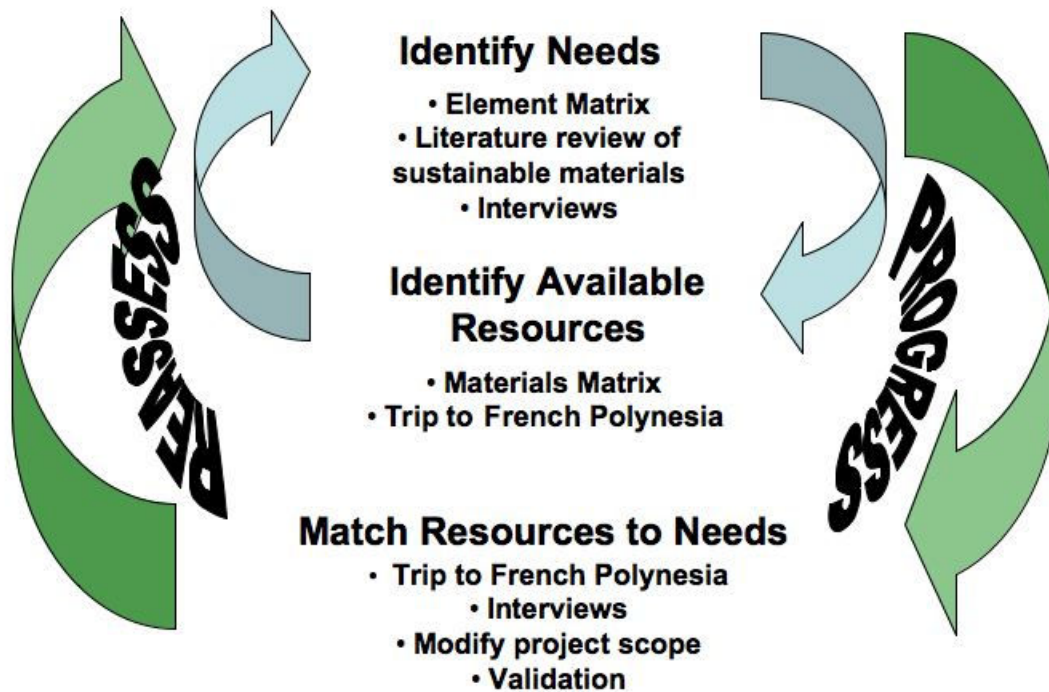 Identify Needs
• Element Matrix
• Literature review of
sustainable materials
• Interviews
Identify Available
Resources
• Materials Matrix
• Trip to French Polynesia
Match Resources to Needs
• Trip to French Polynesia
• Interviews
• Modify project scope
• Validation
REASSESS
PROGRESS